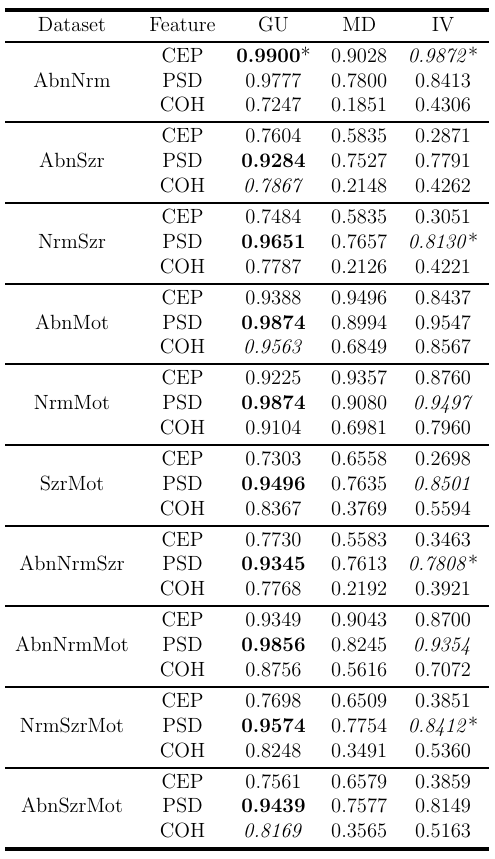 Dataset Feature GU MD IV
CEP 0.9900* 0.9028 0.9872*
AbnNrm PSD 0.9777 0.7800 0.8413
COH 0.7247 0.1851 0.4306
CEP 0.7604 0.5835 0.2871
AbnSzr PSD 0.9284 0.7527 0.7791
COH 0.7867 0.2148 0.4262
CEP 0.7484 0.5835 0.3051
NrmSzr PSD 0.9651 0.7657 0.8130*
COH 0.7787 0.2126 0.4221
CEP 0.9388 0.9496 0.8437
AbnMot PSD 0.9874 0.8994 0.9547
COH 0.9563 0.6849 0.8567
CEP 0.9225 0.9357 0.8760
NrmMot PSD 0.9874 0.9080 0.9497
COH 0.9104 0.6981 0.7960
CEP 0.7303 0.6558 0.2698
SzrMot PSD 0.9496 0.7635 0.8501
COH 0.8367 0.3769 0.5594
CEP 0.7730 0.5583 0.3463
AbnNrmSzr PSD 0.9345 0.7613 0.7808*
COH 0.7768 0.2192 0.3921
CEP 0.9349 0.9043 0.8700
AbnNrmMot PSD 0.9856 0.8245 0.9354
COH 0.8756 0.5616 0.7072
CEP 0.7698 0.6509 0.3851
NrmSzrMot PSD 0.9574 0.7754 0.8412*
COH 0.8248 0.3491 0.5360
CEP 0.7561 0.6579 0.3859
AbnSzrMot PSD 0.9439 0.7577 0.8149
COH 0.8169 0.3565 0.5163